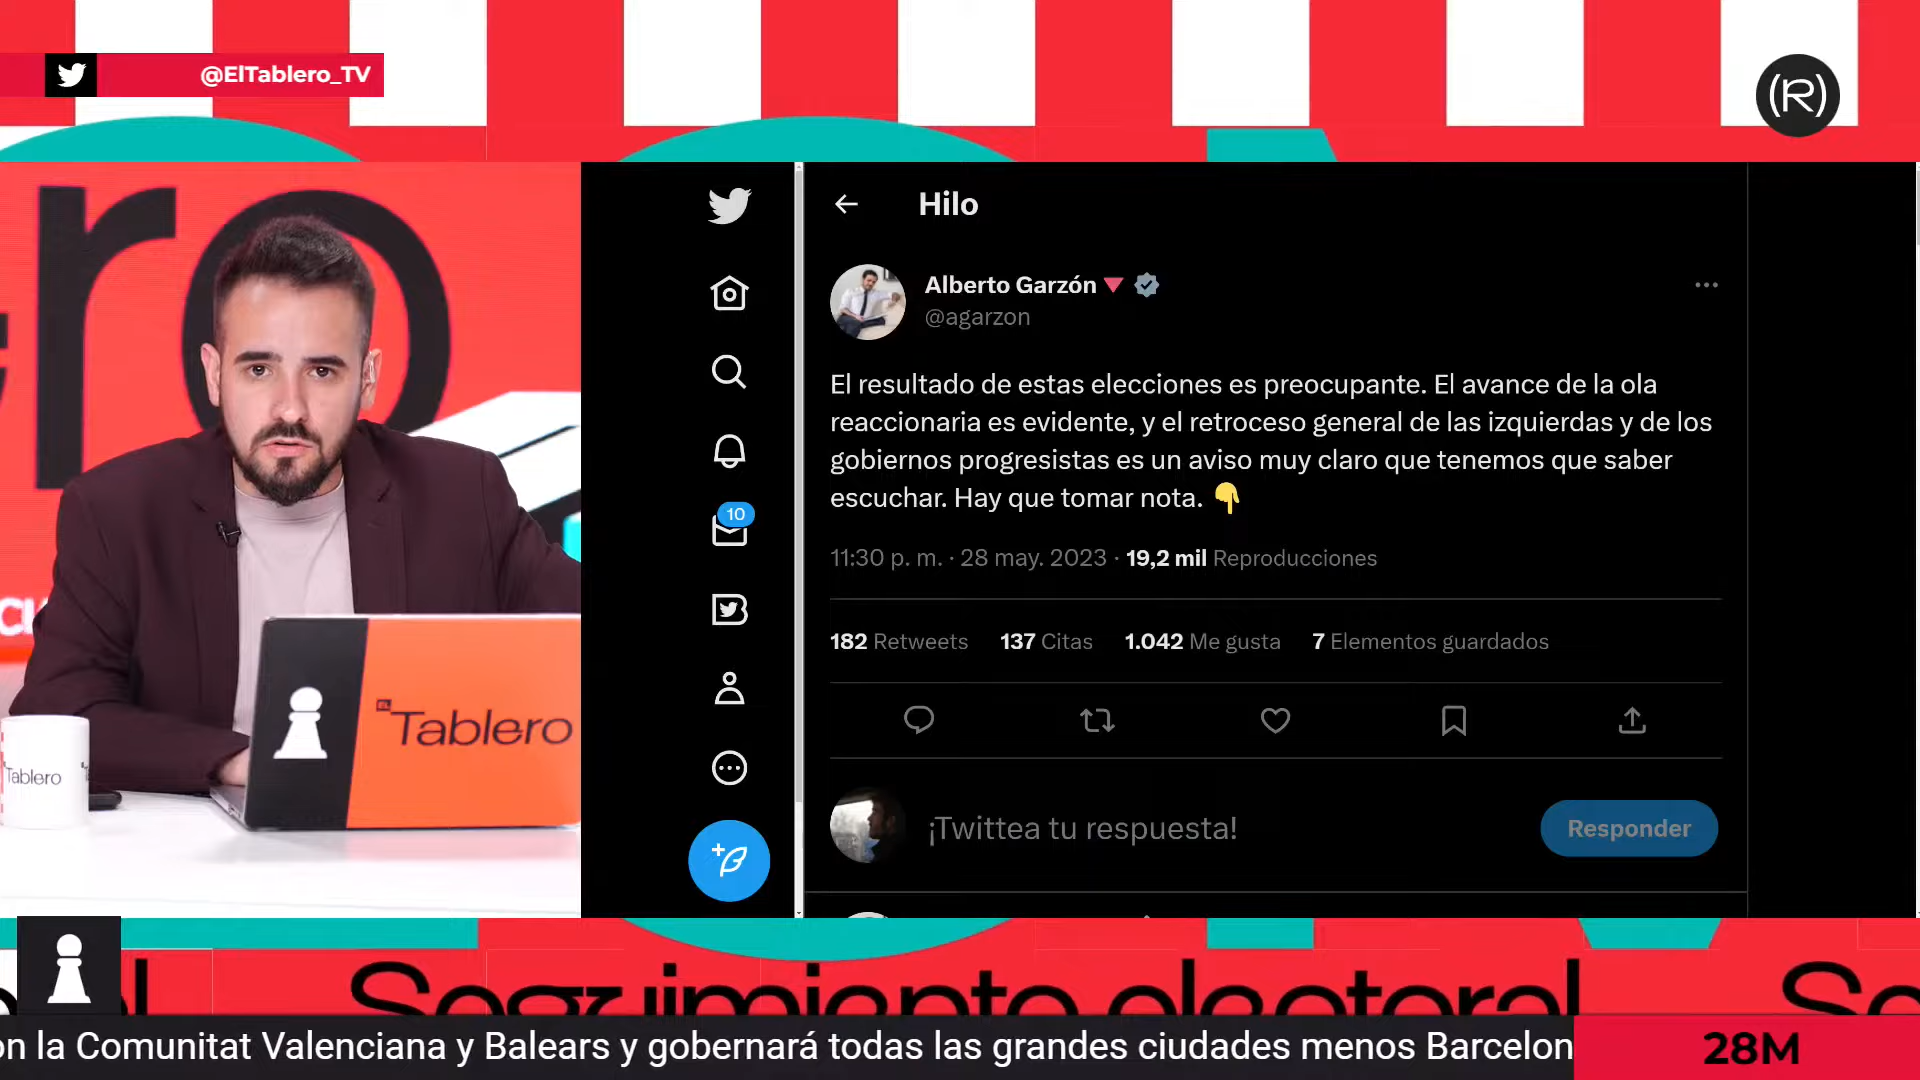 @ElTablero_TV
(R)
ero
Hilo
Alberto Garzón
@agarzon
El resultado de estas elecciones es preocupante. El avance de la ola
reaccionaria es evidente, y el retroceso general de las izquierdas y de los
gobiernos progresistas es un aviso muy claro que tenemos que saber
escuchar. Hay que tomar nota. 👇
11:30 p. m. · 28 may. 2023 · 19,2 mil Reproducciones
182 Retweets 137 Citas 1.042 Me gusta 7 Elementos guardados
10
¡Twittea tu respuesta!
Responder
EL Tablero
Tablero
Seguimiento electoral
on la Comunitat Valenciana y Balears y gobernará todas las grandes ciudades menos Barcelon
28M